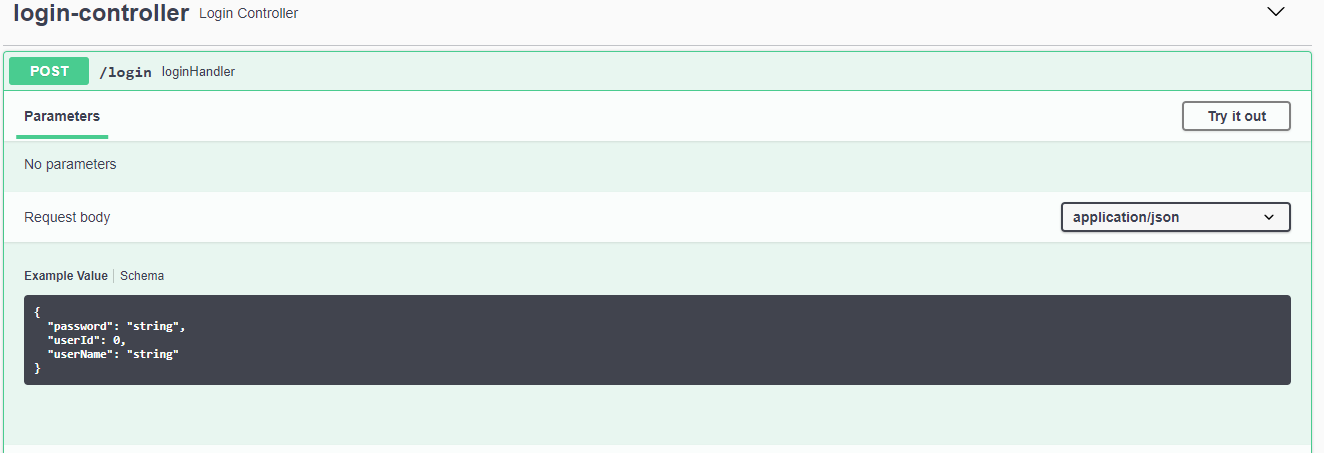 login-controller Login Controller
POST /login loginHandler
Parameters Try it out
No parameters
Request body application/json
Example Value Schema
{
"password": "string",
"userId": 0,
"userName": "string"
}